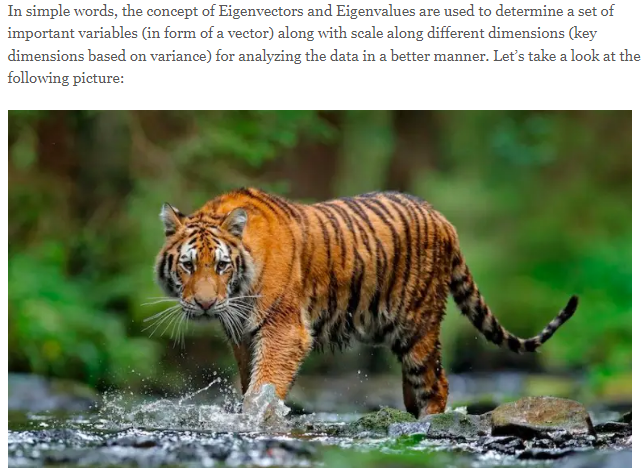 In simple words, the concept of Eigenvectors and Eigenvalues are used to determine a set of
important variables (in form of a vector) along with scale along different dimensions (key
dimensions based on variance) for analyzing the data in a better manner. Let’s take a look at the
following picture: